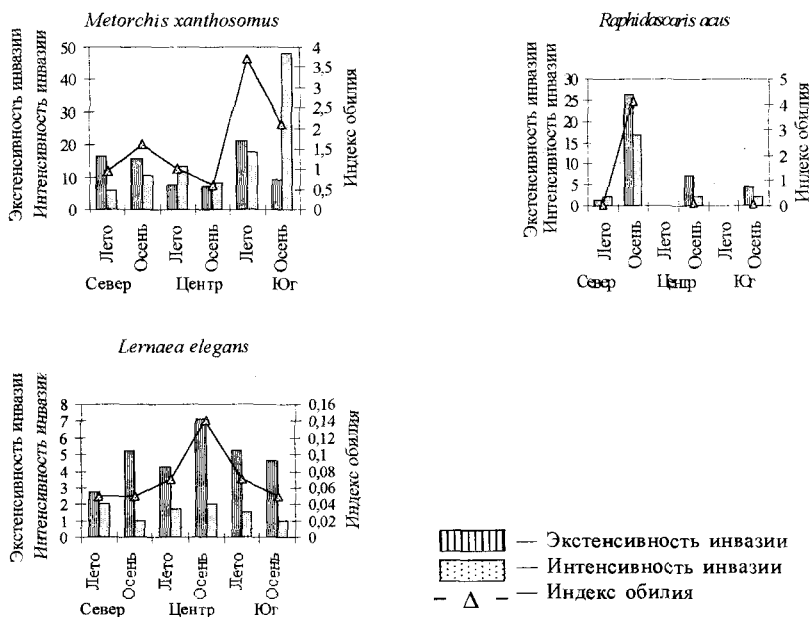 Metorchis xanthosomus
Экстенсивность инвазии
Интенсивность инвазии
50
40
30
20
10
0
4
3,5
3
2,5
2
1,5
1
0,5
0
Индекс обилия
Лето
Осень
Лето
Осень
Лето
Осень
Север
Центр
Юг
Raphidascaris acus
Экстенсивность инвазии
Интенсивность инвазии
30
25
20
15
10
5
0
5
4
3
2
1
0
Индекс обилия
Лето
Осень
Лето
Осень
Лето
Осень
Север
Центр
Юг
Lernaea elegans
Экстенсивность инвазии
Интенсивность инвазии
8
7
6
5
4
3
2
1
0
0,16
0,14
0,12
0,1
0,08
0,06
0,04
0,02
0
Индекс обилия
Лето
Осень
Лето
Осень
Лето
Осень
Север
Центр
Юг
— Экстенсивность инвазии
— Интенсивность инвазии
— Индекс обилия